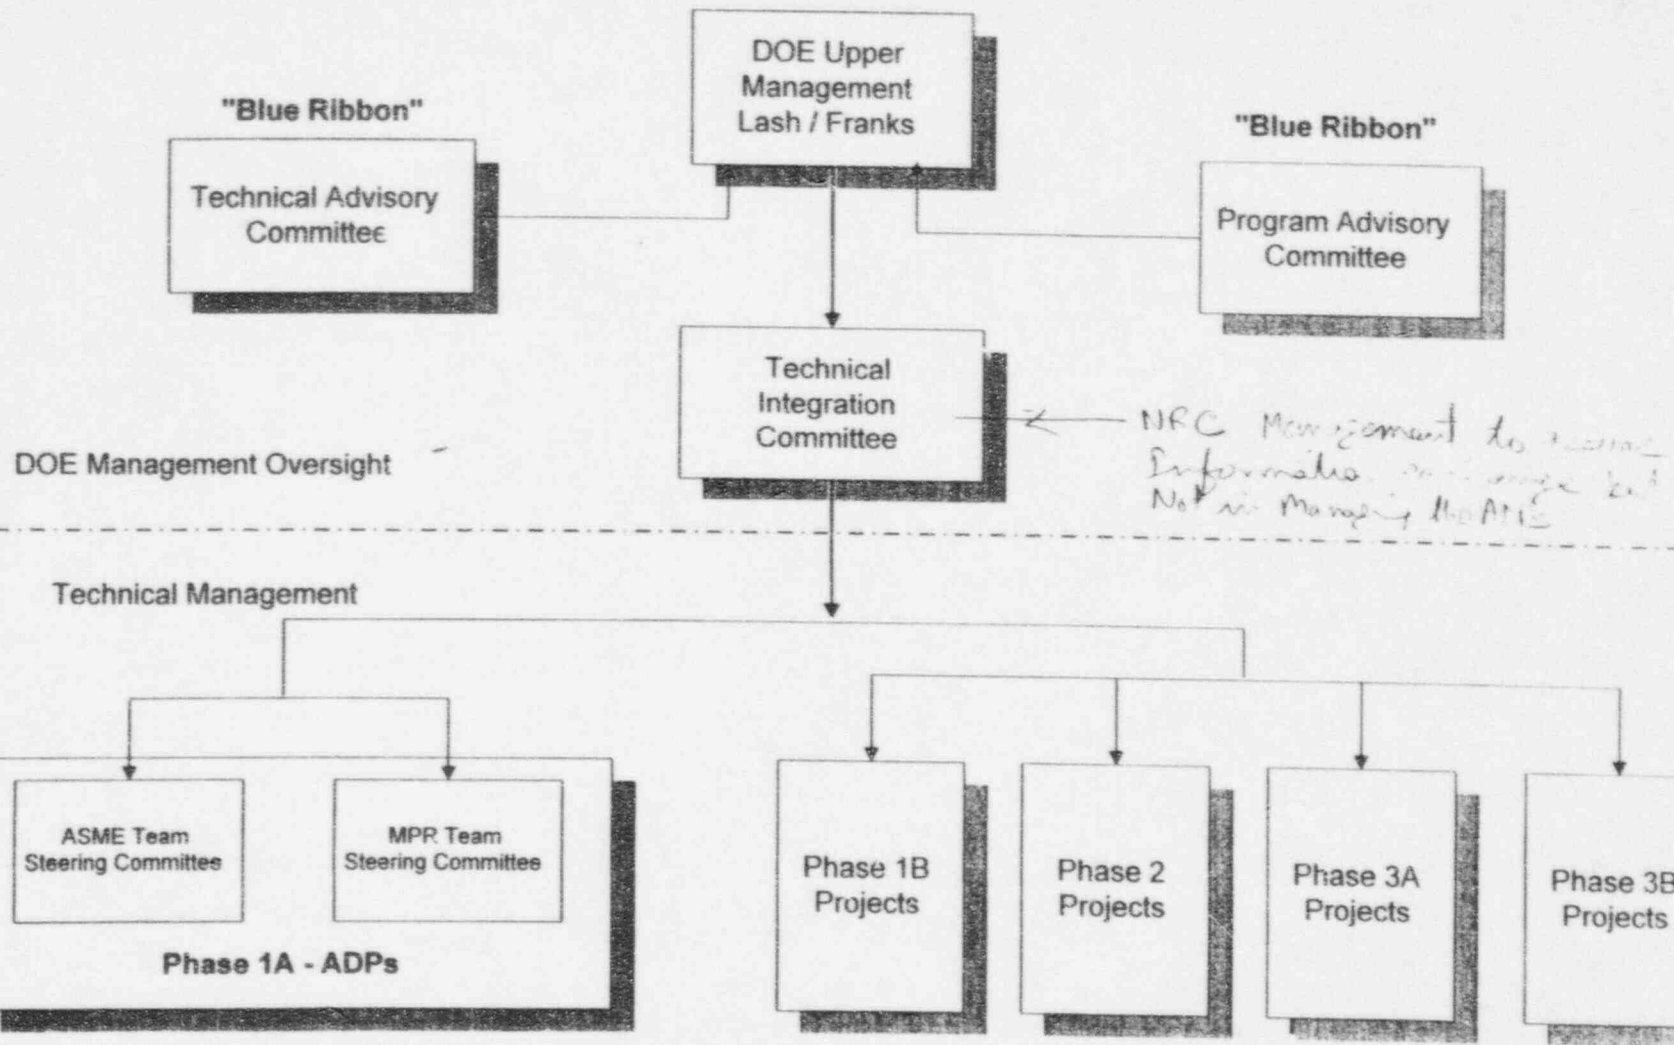 DOE Upper
Management
Lash / Franks
"Blue Ribbon"
Technical Advisory
Committee
"Blue Ribbon"
Program Advisory
Committee
Technical
Integration
Committee
NRC Management to
Information
Not in Managing the
DOE Management Oversight
Technical Management
ASME Team
Steering Committee
MPR Team
Steering Committee
Phase 1A - ADPs
Phase 1B
Projects
Phase 2
Projects
Phase 3A
Projects
Phase 3B
Projects